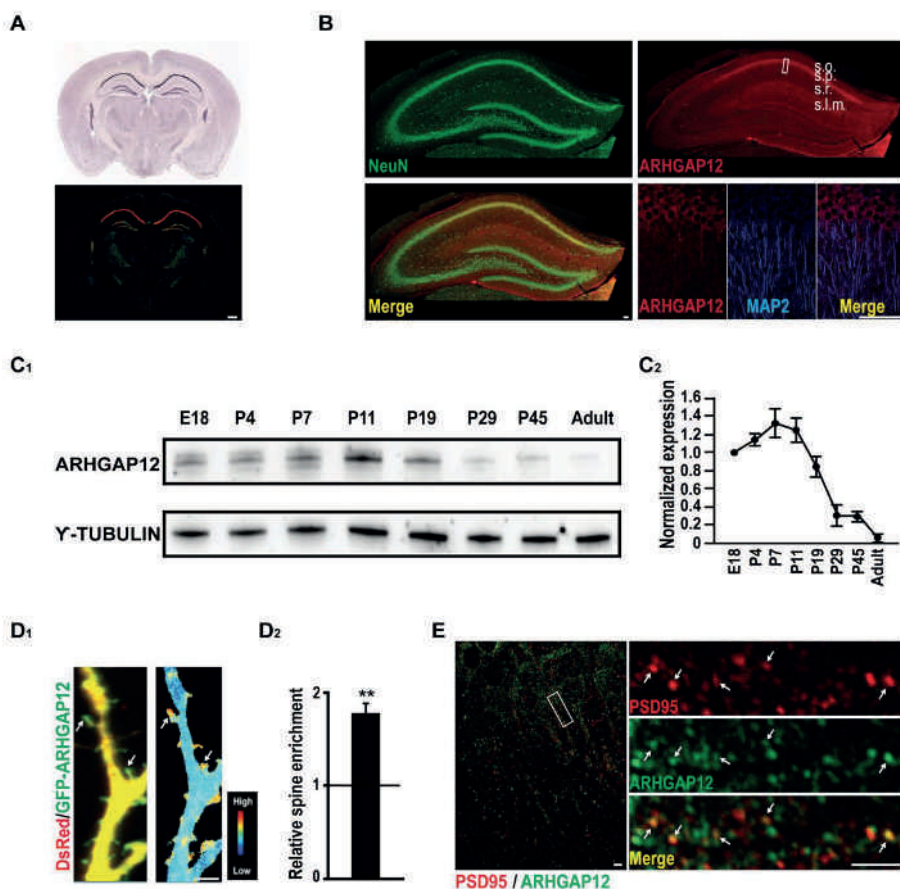 A
B
NeuN
s.o.
s.p.
s.r.
s.l.m.
ARHGAP12
Merge
ARHGAP12
MAP2
Merge
C1
E18 P4 P7 P11 P19 P29 P45 Adult
ARHGAP12
ϒ-TUBULIN
C2
Normalized expression
1.6
1.4
1.2
1.0
0.8
0.6
0.4
0.2
0
E18 P4 P7 P11 P19 P29 P45 Adult
D1
DsRed/GFP-ARHGAP12
High
Low
D2
Relative spine enrichment
2
1
0
**
E
PSD95 / ARHGAP12
PSD95
ARHGAP12
Merge